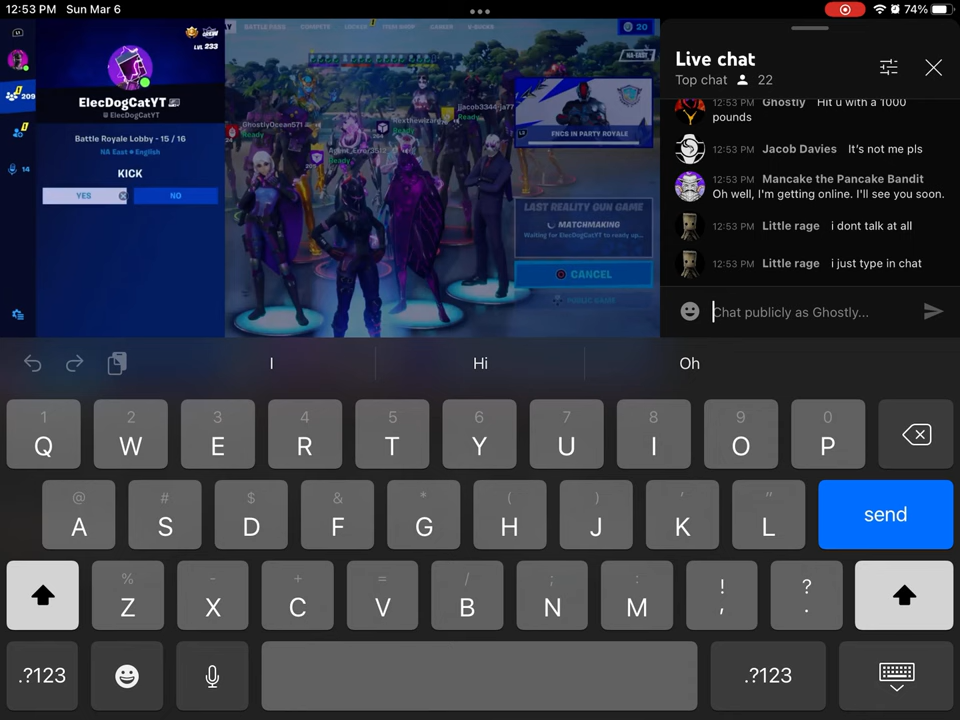 12:53 PM Sun Mar 6
74%
209
14
LVL 233
ElecDogCatYT
@ ElecDogCatYT
Battle Royale Lobby - 15 / 16
NA East English
KICK
YES
NO
BATTLE PASS COMPETE LOCKER ITEM SHOP CAREER V-BUCKS
20
NA-EAST
GhostlyOcean571
Ready
Ready
Ready
jjacob3344-ja77
Ready
FNCS IN PARTY ROYALE
LAST REALITY GUN GAME
MATCHMAKING
Waiting for ElecDogCatYT to ready up...
CANCEL
PUBLIC GAME
Live chat
Top chat 22
12:53 PM Ghostly Hit u with a 1000
pounds
12:53 PM Jacob Davies It's not me pls
12:53 PM Mancake the Pancake Bandit
Oh well, I'm getting online. I'll see you soon.
12:53 PM Little rage i dont talk at all
12:53 PM Little rage i just type in chat
Chat publicly as Ghostly...
I Hi Oh
1 2 3 4 5 6 7 8 9 0
Q W E R T Y U I O P
@ # $ & * ( ) ' "
A S D F G H J K L send
% - + = / ; : ! ?
Z X C V B N M , .
.?123 .?123